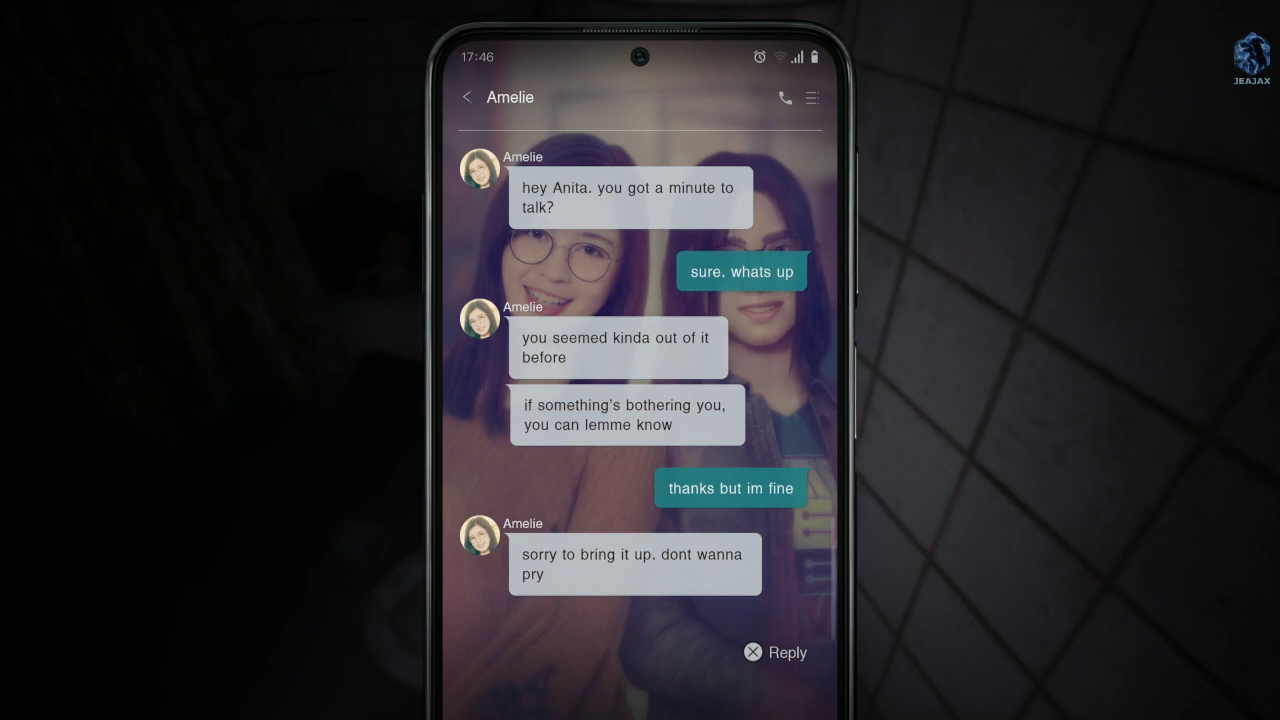 17:46
JEAJAX
Amelie
Amelie
hey Anita. you got a minute to
talk?
sure. whats up
Amelie
you seemed kinda out of it
before
if something's bothering you,
you can lemme know
thanks but im fine
Amelie
sorry to bring it up. dont wanna
pry
Reply